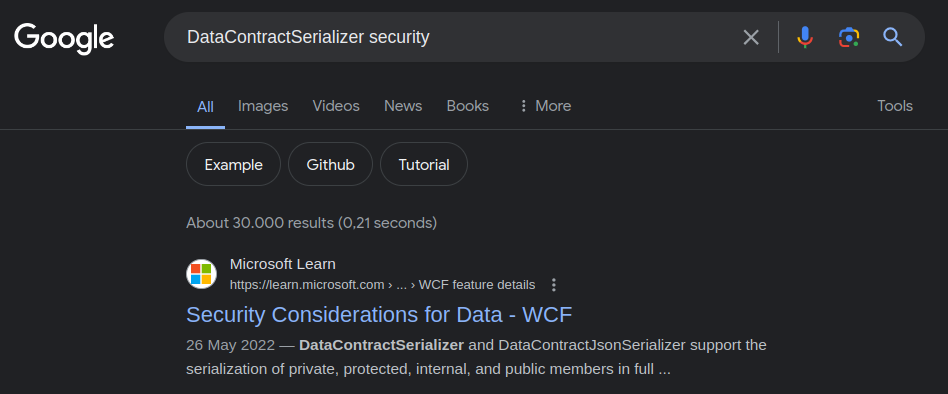 Google
DataContractSerializer security
All Images Videos News Books More Tools
Example Github Tutorial
About 30.000 results (0,21 seconds)
Microsoft Learn
https://learn.microsoft.com › ... › WCF feature details
Security Considerations for Data - WCF
26 May 2022 — DataContractSerializer and DataContractJsonSerializer support the
serialization of private, protected, internal, and public members in full ...